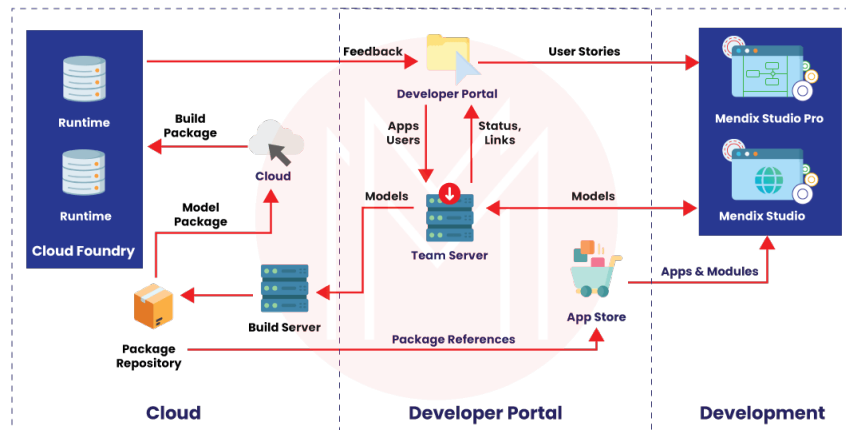 Feedback
User Stories
Developer Portal
Runtime
Build
Package
Mendix Studio Pro
Apps
Users
Status,
Links
Cloud
Runtime
Model
Package
Models
Models
Mendix Studio
Cloud Foundry
Team Server
Apps & Modules
Build Server
App Store
Package
Repository
Package References
Cloud
Developer Portal
Development